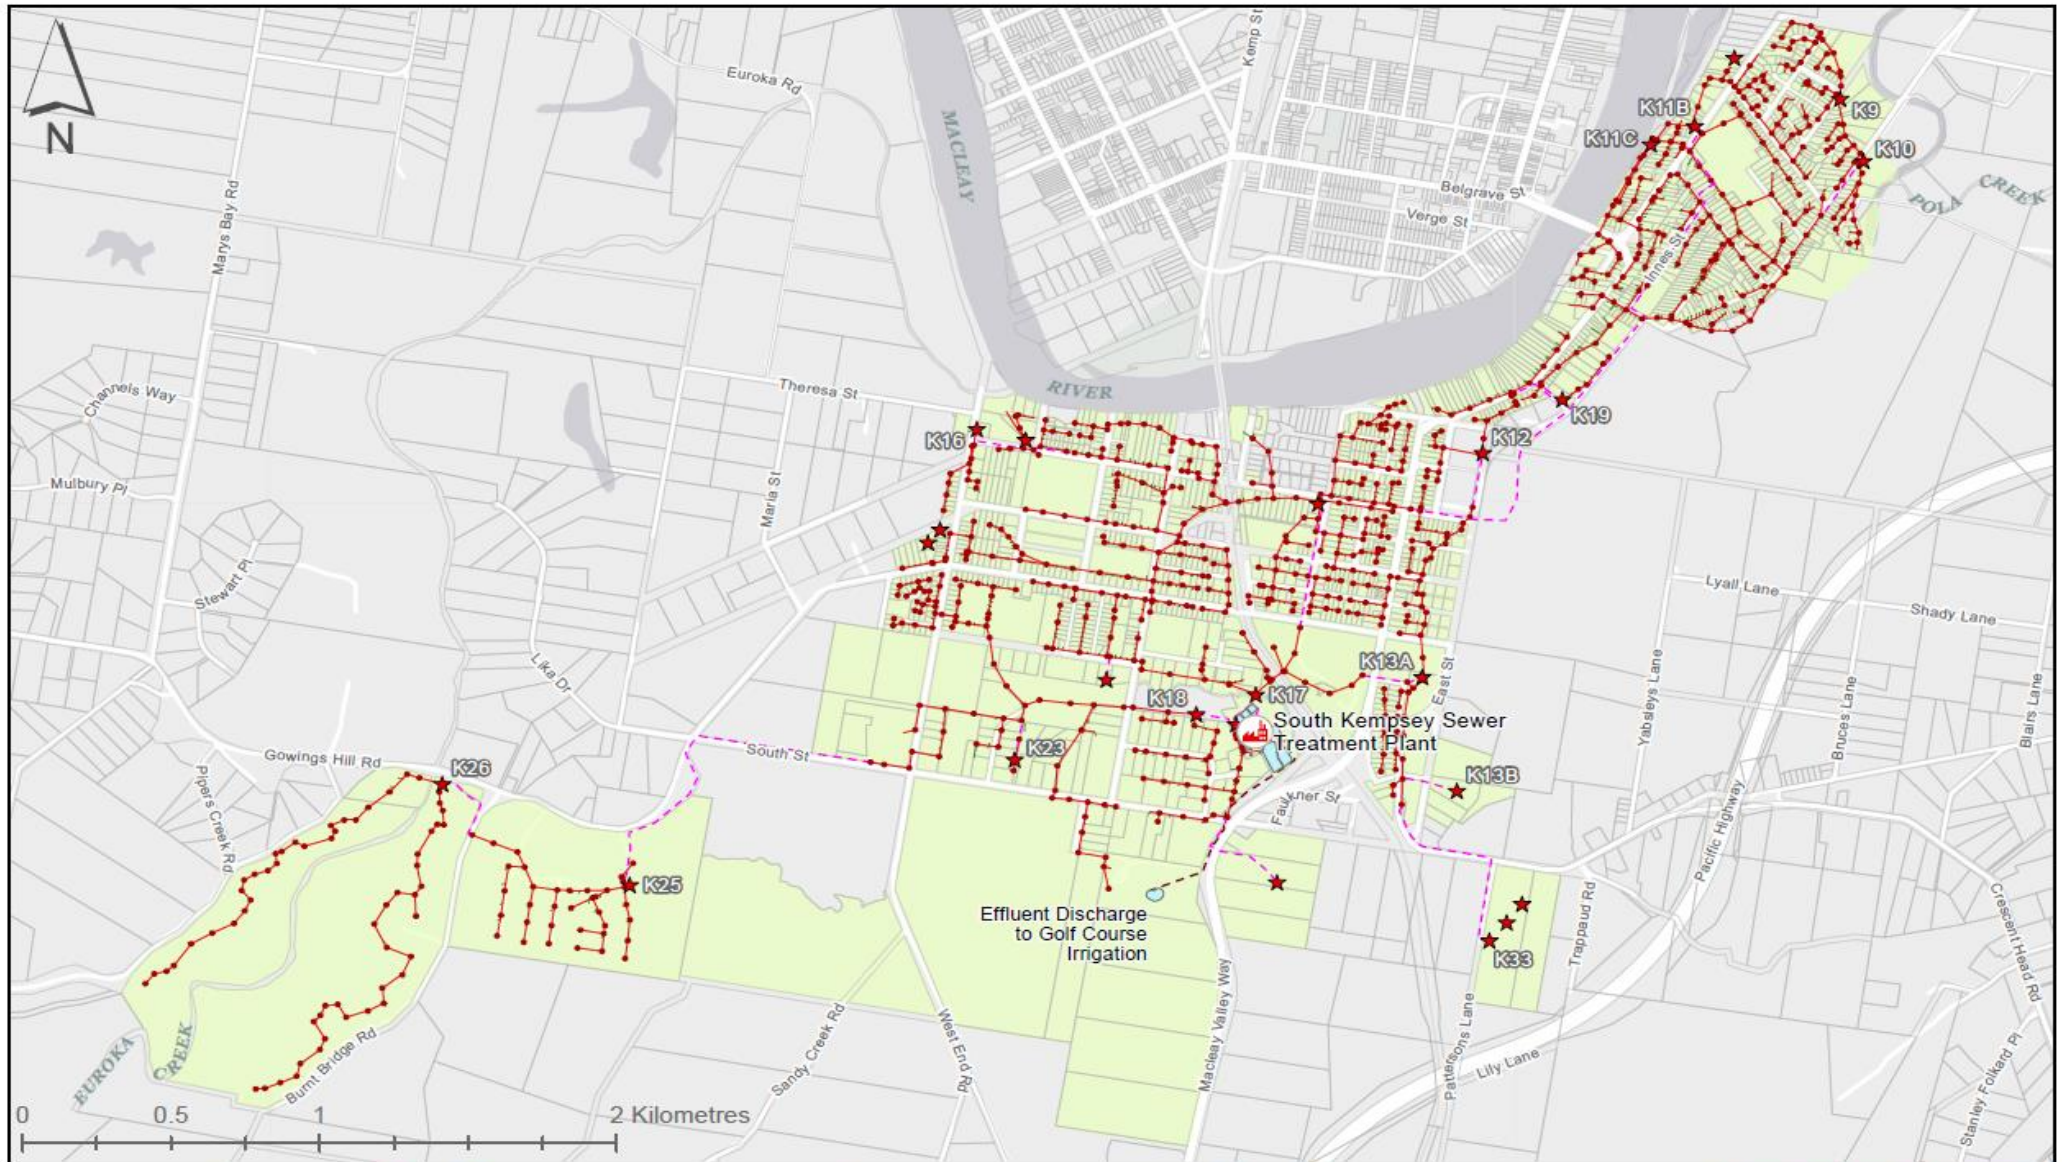 Kemp St
Euroka Rd
N
MACLEAY
K11B
K9
K11C
K10
Belgrave St
Verge St
POLA
CREEK
Marys Bay Rd
Innes St
Theresa St
RIVER
Channels Way
K19
K16
K12
Mulbury Pl
Maria St
Stewart Pl
Lyall Lane
Shady Lane
Lika Dr
K13A
East St
Yabsleys Lane
Bruces Lane
Blairs Lane
K18
K17
South Kempsey Sewer
Treatment Plant
K23
South St
Gowings Hill Rd
K26
Pipers Creek Rd
K13B
Faulkner St
Pacific Highway
K25
Effluent Discharge
to Golf Course
Irrigation
K33
Trappaud Rd
Crescent Head Rd
Macleay Valley Way
Pattersons Lane
Lily Lane
West End Rd
Sandy Creek Rd
Burnt Bridge Rd
EUROKA
CREEK
Stanley Folkard Pl
0 0.5 1 2 Kilometres